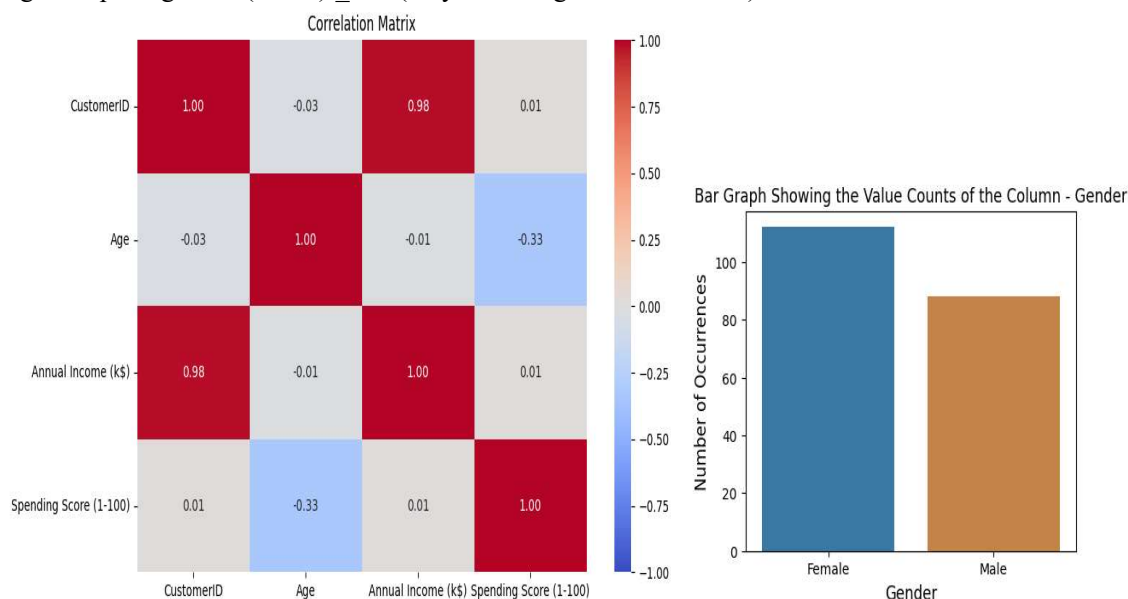 Correlation Matrix
CustomerID
1.00 -0.03 0.98 0.01
Age
-0.03 1.00 -0.01 -0.33
Annual Income (k$)
0.98 -0.01 1.00 0.01
Spending Score (1-100)
0.01 -0.33 0.01 1.00
CustomerID Age Annual Income (k$) Spending Score (1-100)
1.00
0.75
0.50
0.25
0.00
−0.25
−0.50
−0.75
−1.00
Bar Graph Showing the Value Counts of the Column - Gender
Number of Occurrences
100
80
60
40
20
0
Female Male
Gender